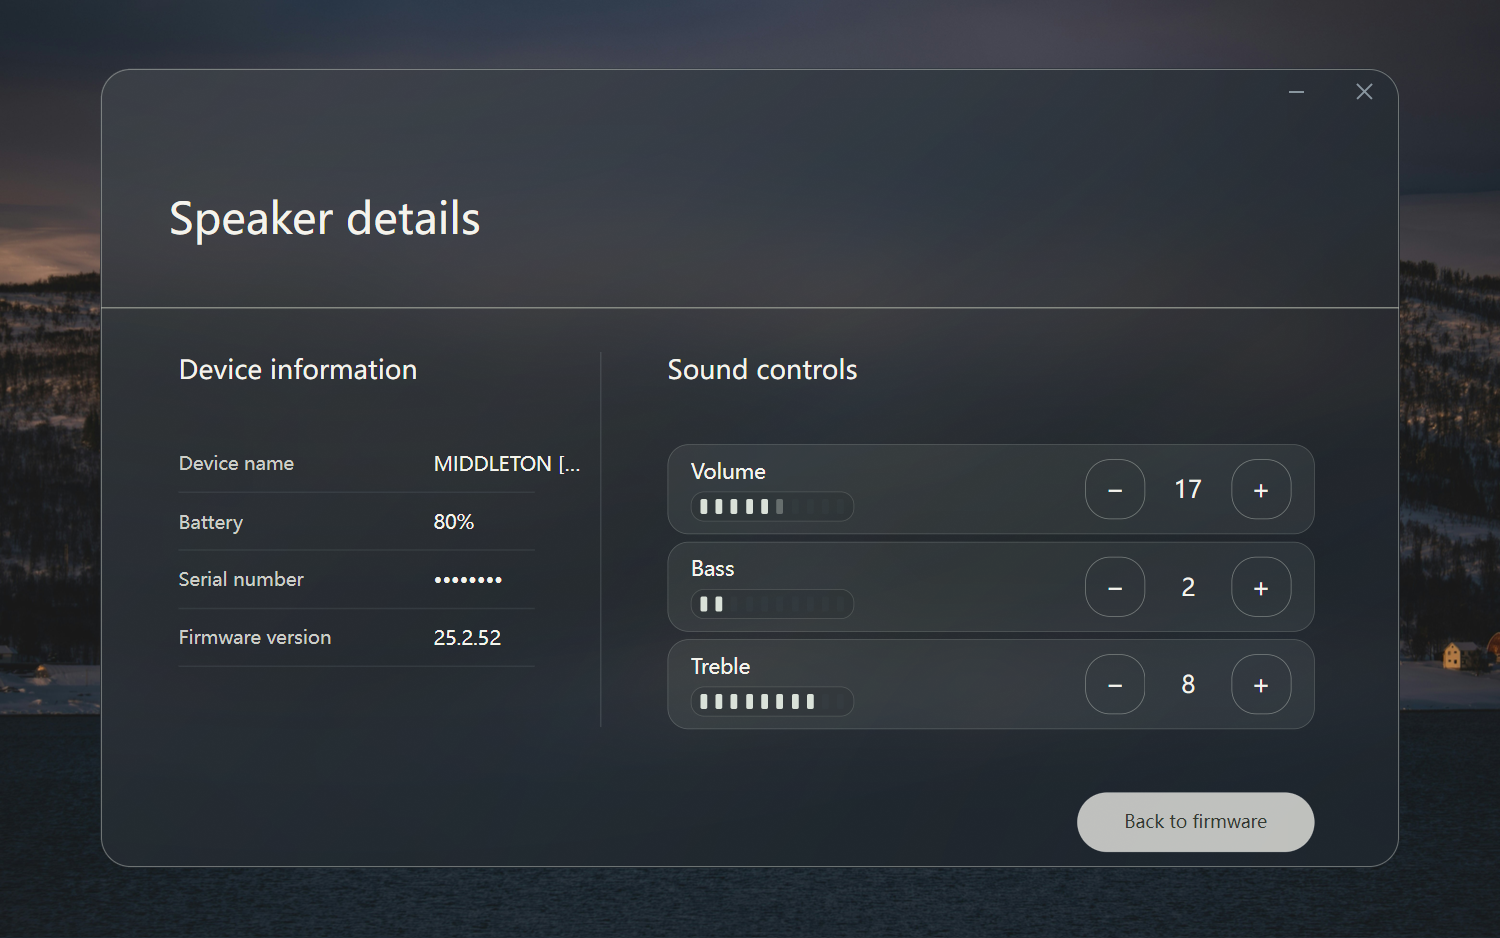 Speaker details
Device information
Device name MIDDLETON [...
Battery 80%
Serial number ••••••••
Firmware version 25.2.52
Sound controls
Volume − 17 +
Bass − 2 +
Treble − 8 +
Back to firmware